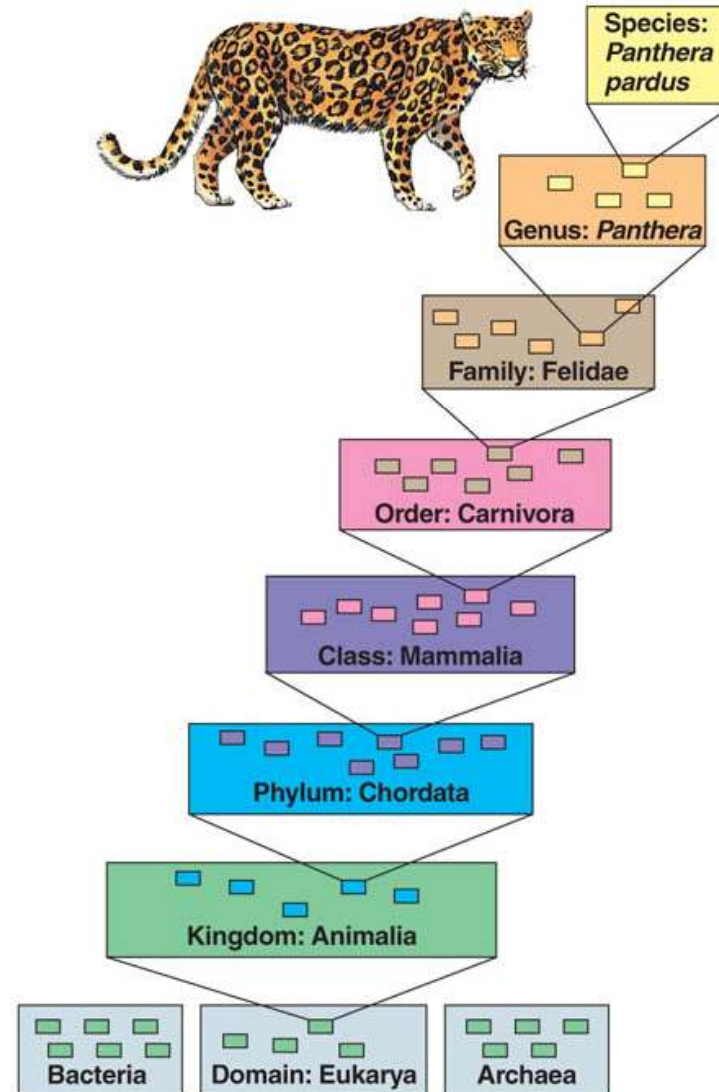 Species:
Panthera
pardus
Genus: Panthera
Family: Felidae
Order: Carnivora
Class: Mammalia
Phylum: Chordata
Kingdom: Animalia
Bacteria
Domain: Eukarya
Archaea